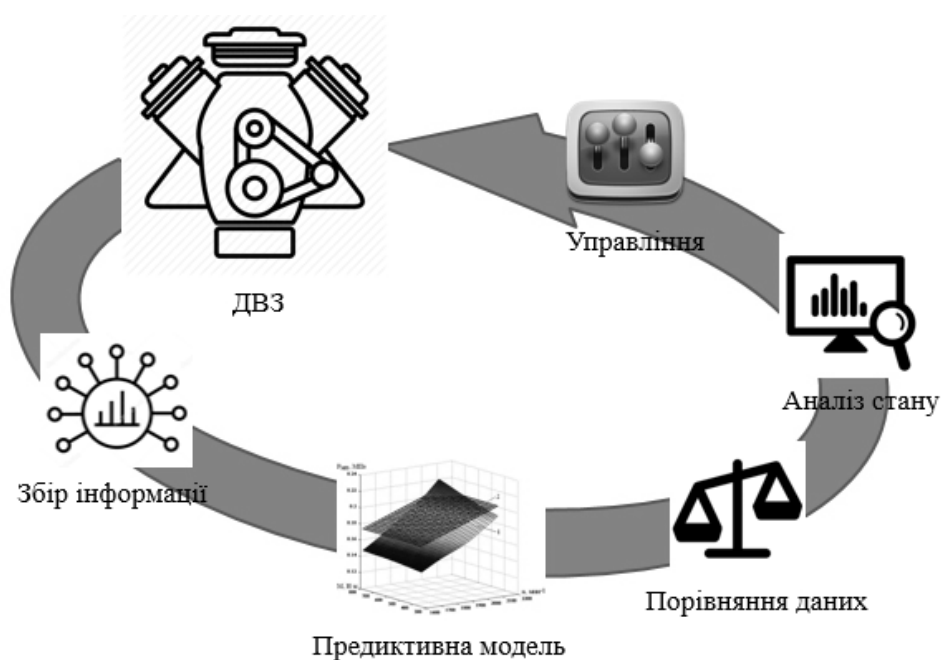 Управління
ДВЗ
Аналіз стану
Збір інформації
Порівняння даних
Предиктивна модель